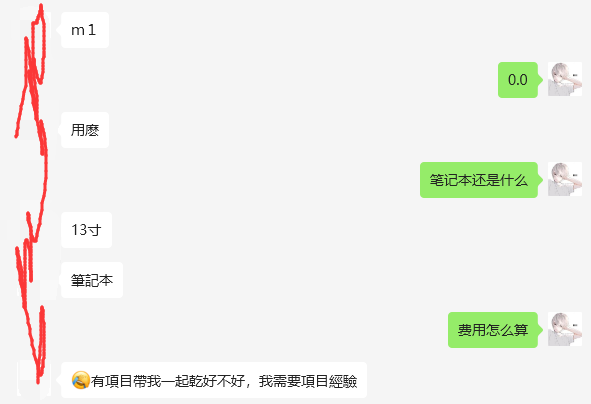 m１
0.0
用麽
笔记本还是什么
13寸
筆記本
费用怎么算
🤣有項目帶我一起乾好不好，我需要項目經驗